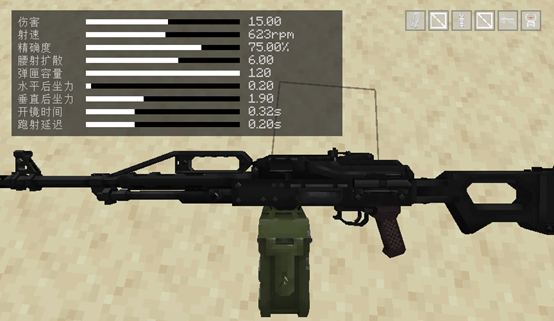 伤害 15.00
射速 623rpm
精确度 75.00%
腰射扩散 6.00
弹匣容量 120
水平后坐力 0.20
垂直后坐力 1.90
开镜时间 0.32s
跑射延迟 0.20s